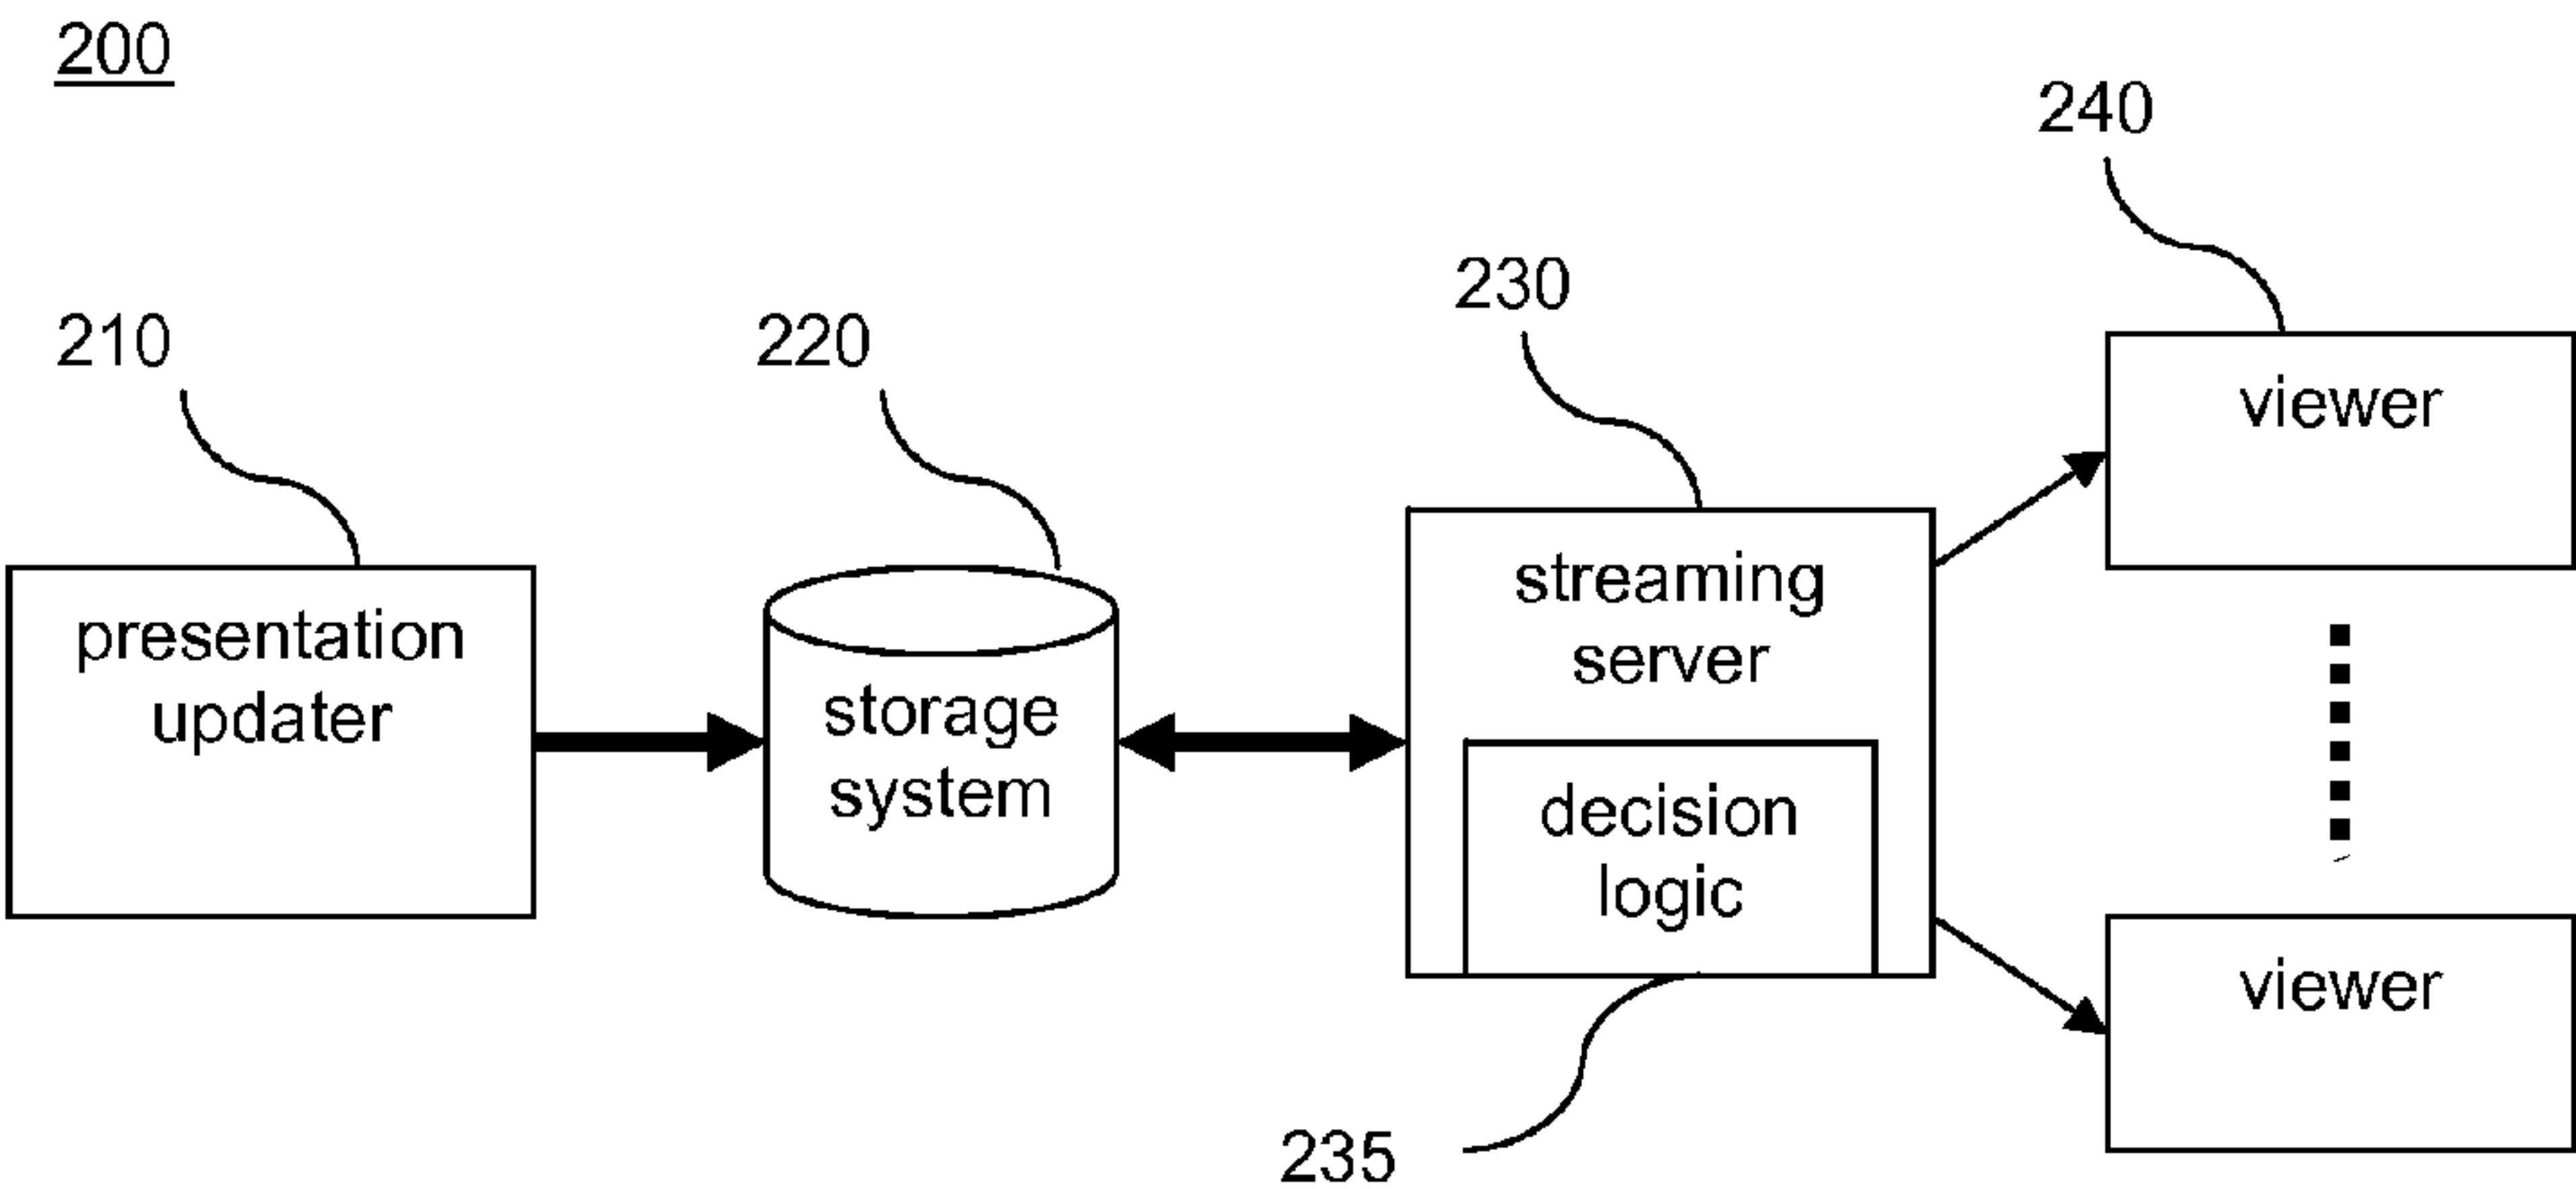 200
240
230
210
220
viewer
streaming
server
presentation
updater
storage
system
decision
logic
viewer
235